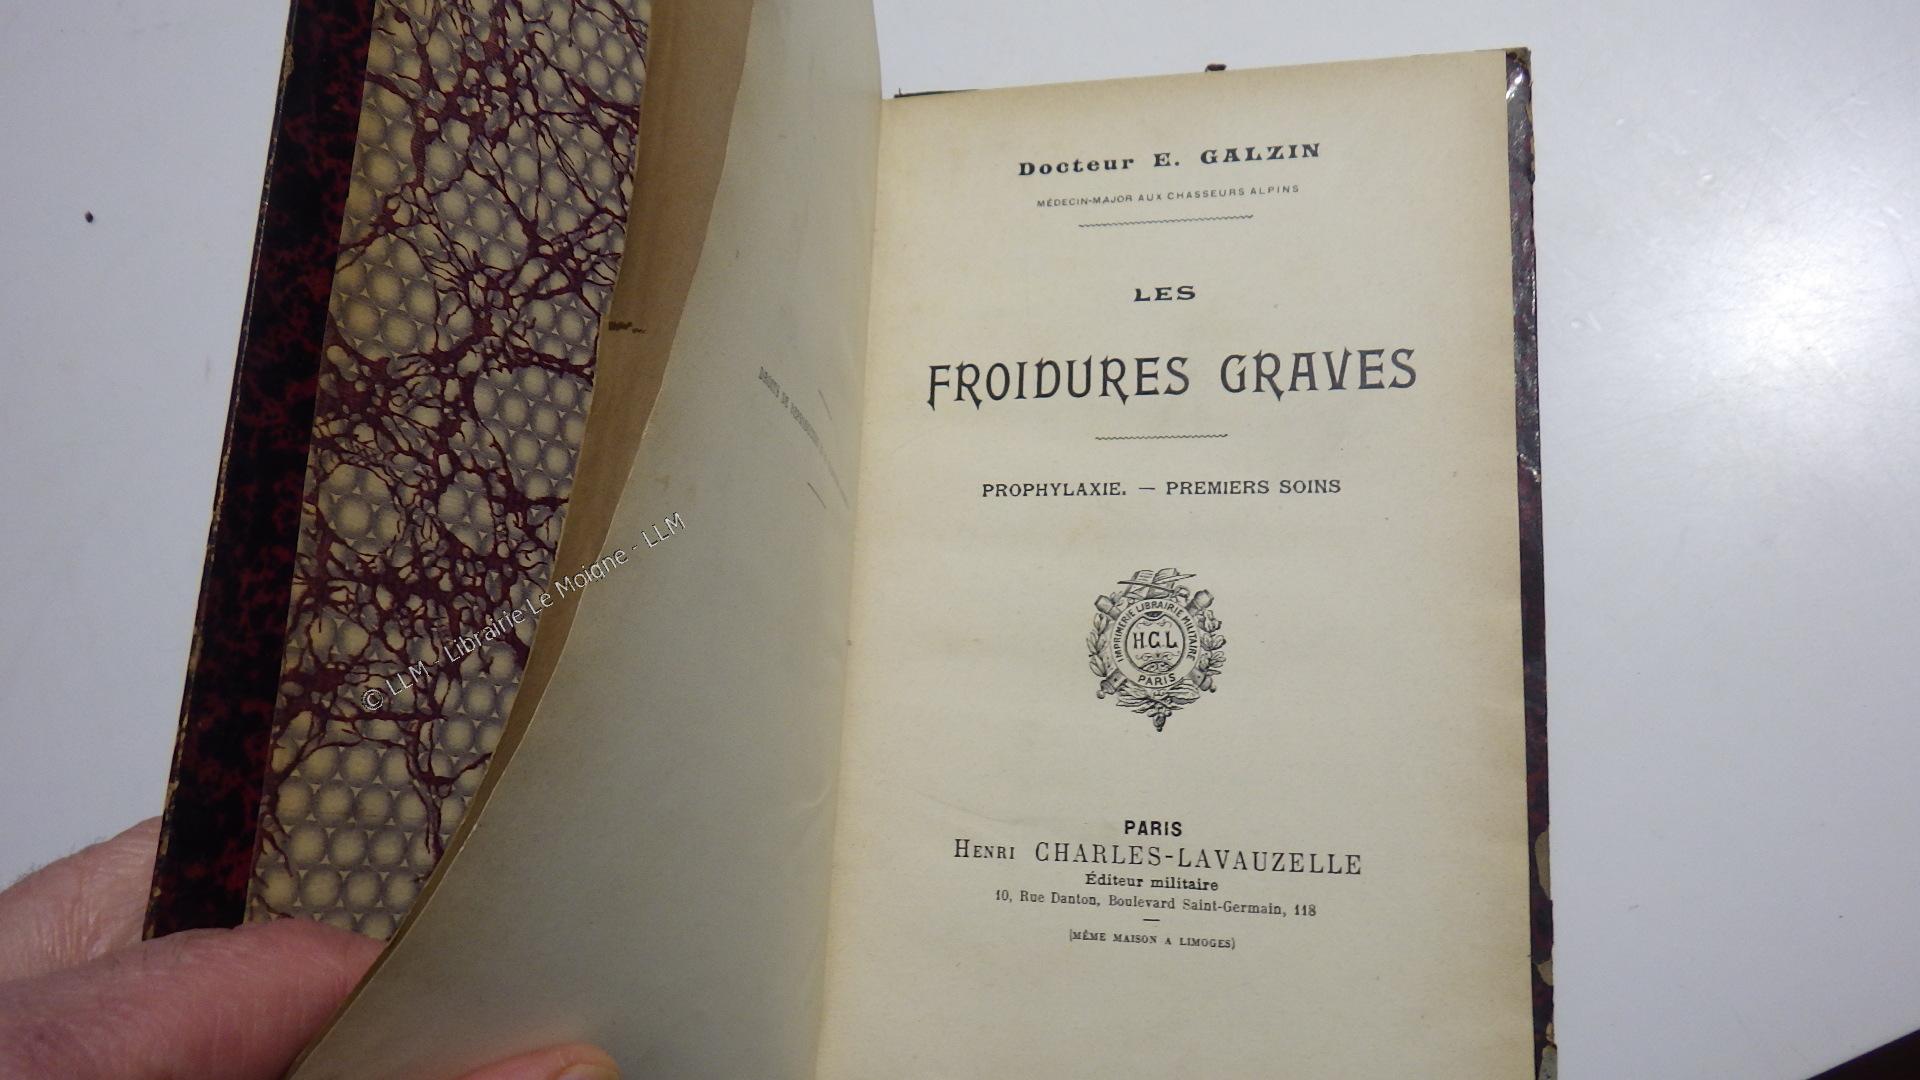 Docteur E. GALZIN
MÉDECIN-MAJOR AUX CHASSEURS ALPINS
LES
FROIDURES GRAVES
PROPHYLAXIE. — PREMIERS SOINS
IMPRIMERIE LIBRAIRIE MILITAIRE
H.C.L.
PARIS
PARIS
HENRI CHARLES-LAVAUZELLE
Éditeur militaire
10, Rue Danton, Boulevard Saint-Germain, 118
(MÊME MAISON A LIMOGES)
DROITS DE
© LLM - Librairie Le Moigne - LLM